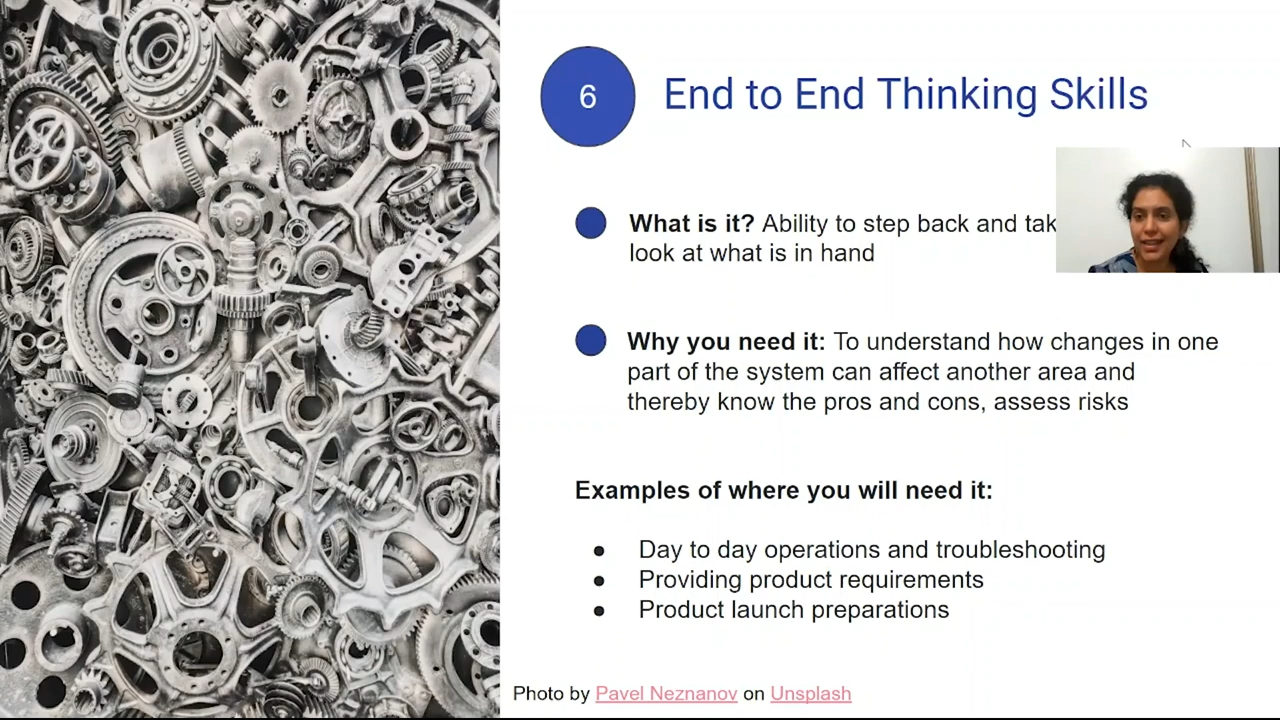 6
End to End Thinking Skills
What is it? Ability to step back and tak
look at what is in hand
Why you need it: To understand how changes in one
part of the system can affect another area and
thereby know the pros and cons, assess risks
Examples of where you will need it:
● Day to day operations and troubleshooting
● Providing product requirements
● Product launch preparations
Photo by Pavel Neznanov on Unsplash